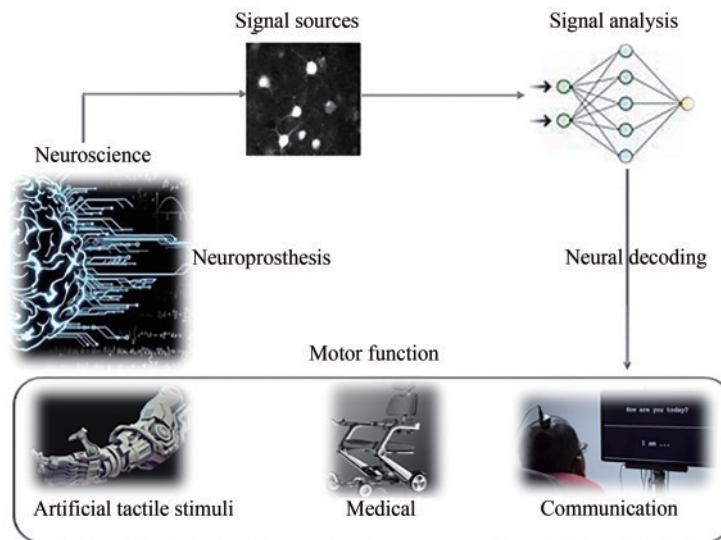 Signal sources
Signal analysis
Neuroscience
Neuroprosthesis
Neural decoding
Motor function
How are you today?
I am ...
Artificial tactile stimuli
Medical
Communication